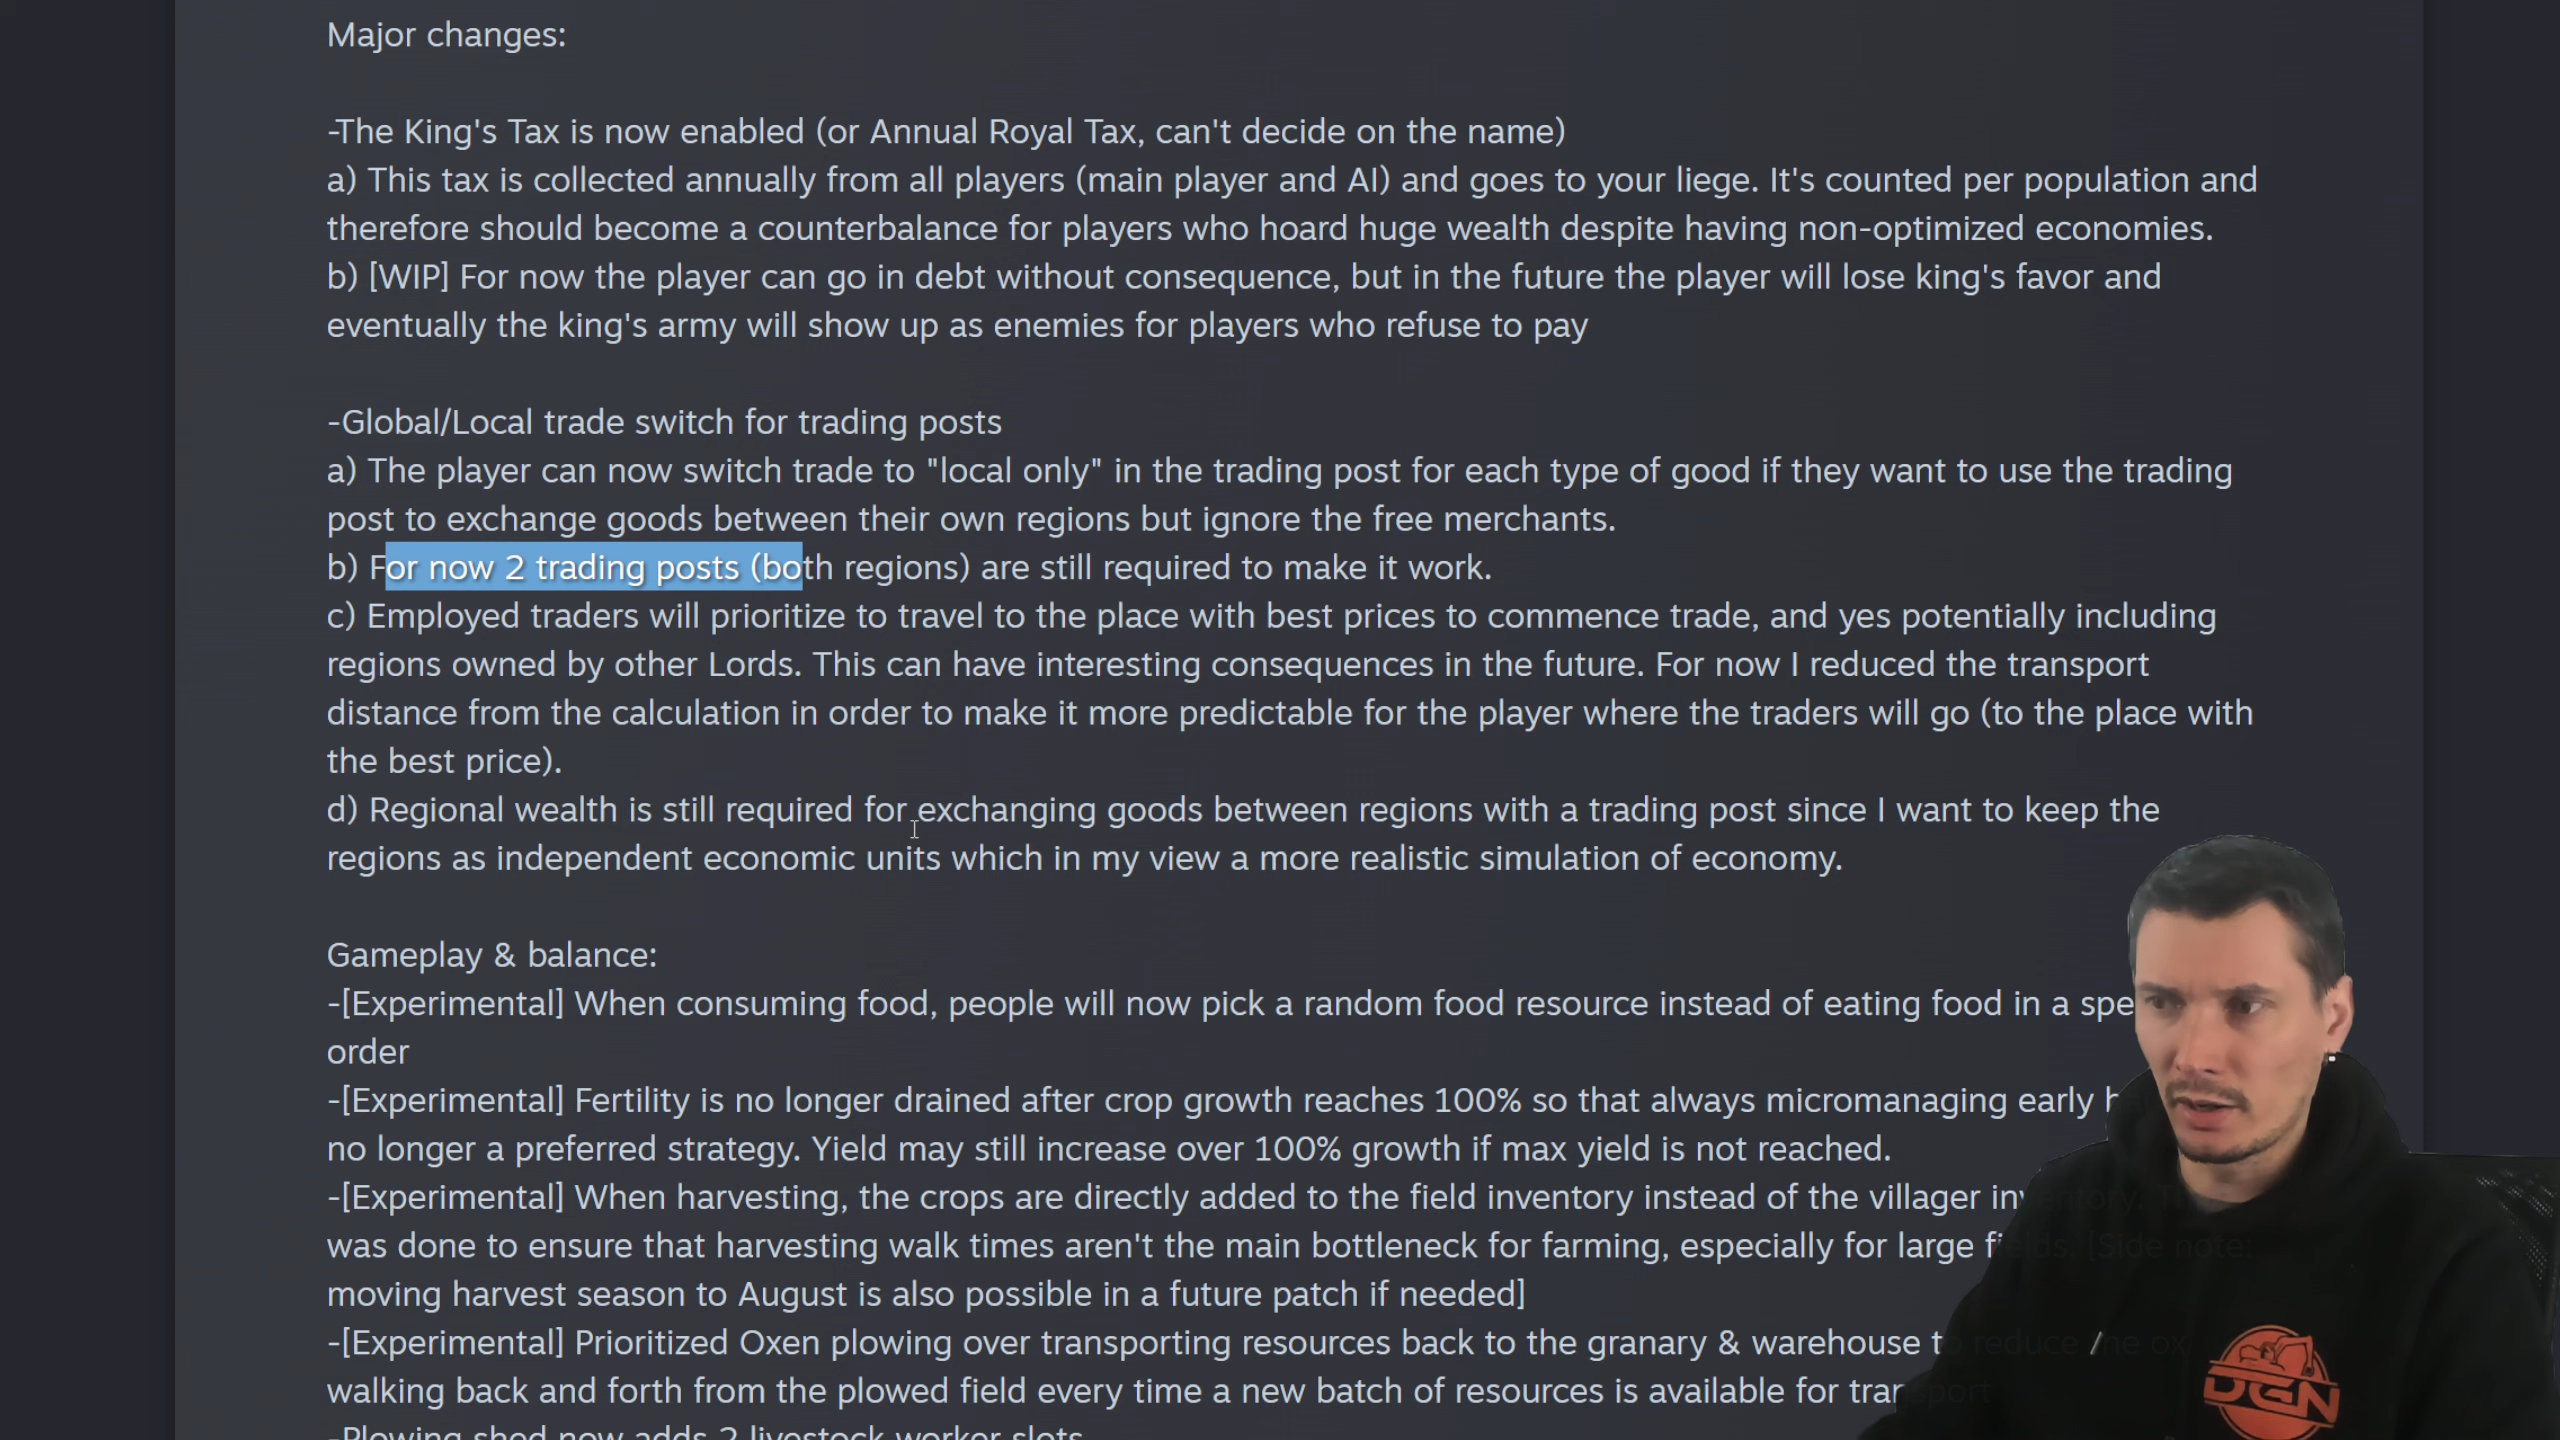 Major changes:
-The King's Tax is now enabled (or Annual Royal Tax, can't decide on the name)
a) This tax is collected annually from all players (main player and AI) and goes to your liege. It's counted per population and
therefore should become a counterbalance for players who hoard huge wealth despite having non-optimized economies.
b) [WIP] For now the player can go in debt without consequence, but in the future the player will lose king's favor and
eventually the king's army will show up as enemies for players who refuse to pay
-Global/Local trade switch for trading posts
a) The player can now switch trade to "local only" in the trading post for each type of good if they want to use the trading
post to exchange goods between their own regions but ignore the free merchants.
b) For now 2 trading posts (both regions) are still required to make it work.
c) Employed traders will prioritize to travel to the place with best prices to commence trade, and yes potentially including
regions owned by other Lords. This can have interesting consequences in the future. For now I reduced the transport
distance from the calculation in order to make it more predictable for the player where the traders will go (to the place with
the best price).
d) Regional wealth is still required for exchanging goods between regions with a trading post since I want to keep the
regions as independent economic units which in my view a more realistic simulation of economy.
Gameplay & balance:
-[Experimental] When consuming food, people will now pick a random food resource instead of eating food in a
order
-[Experimental] Fertility is no longer drained after crop growth reaches 100% so that always micromanaging early
no longer a preferred strategy. Yield may still increase over 100% growth if max yield is not reached.
-[Experimental] When harvesting, the crops are directly added to the field inventory instead of the villager inventory.
was done to ensure that harvesting walk times aren't the main bottleneck for farming, especially for large fields. [Side note:
moving harvest season to August is also possible in a future patch if needed]
-[Experimental] Prioritized Oxen plowing over transporting resources back to the granary & warehouse to reduce
walking back and forth from the plowed field every time a new batch of resources is available for transport
-Plowing shed now adds 2 livestock worker slots
DGN